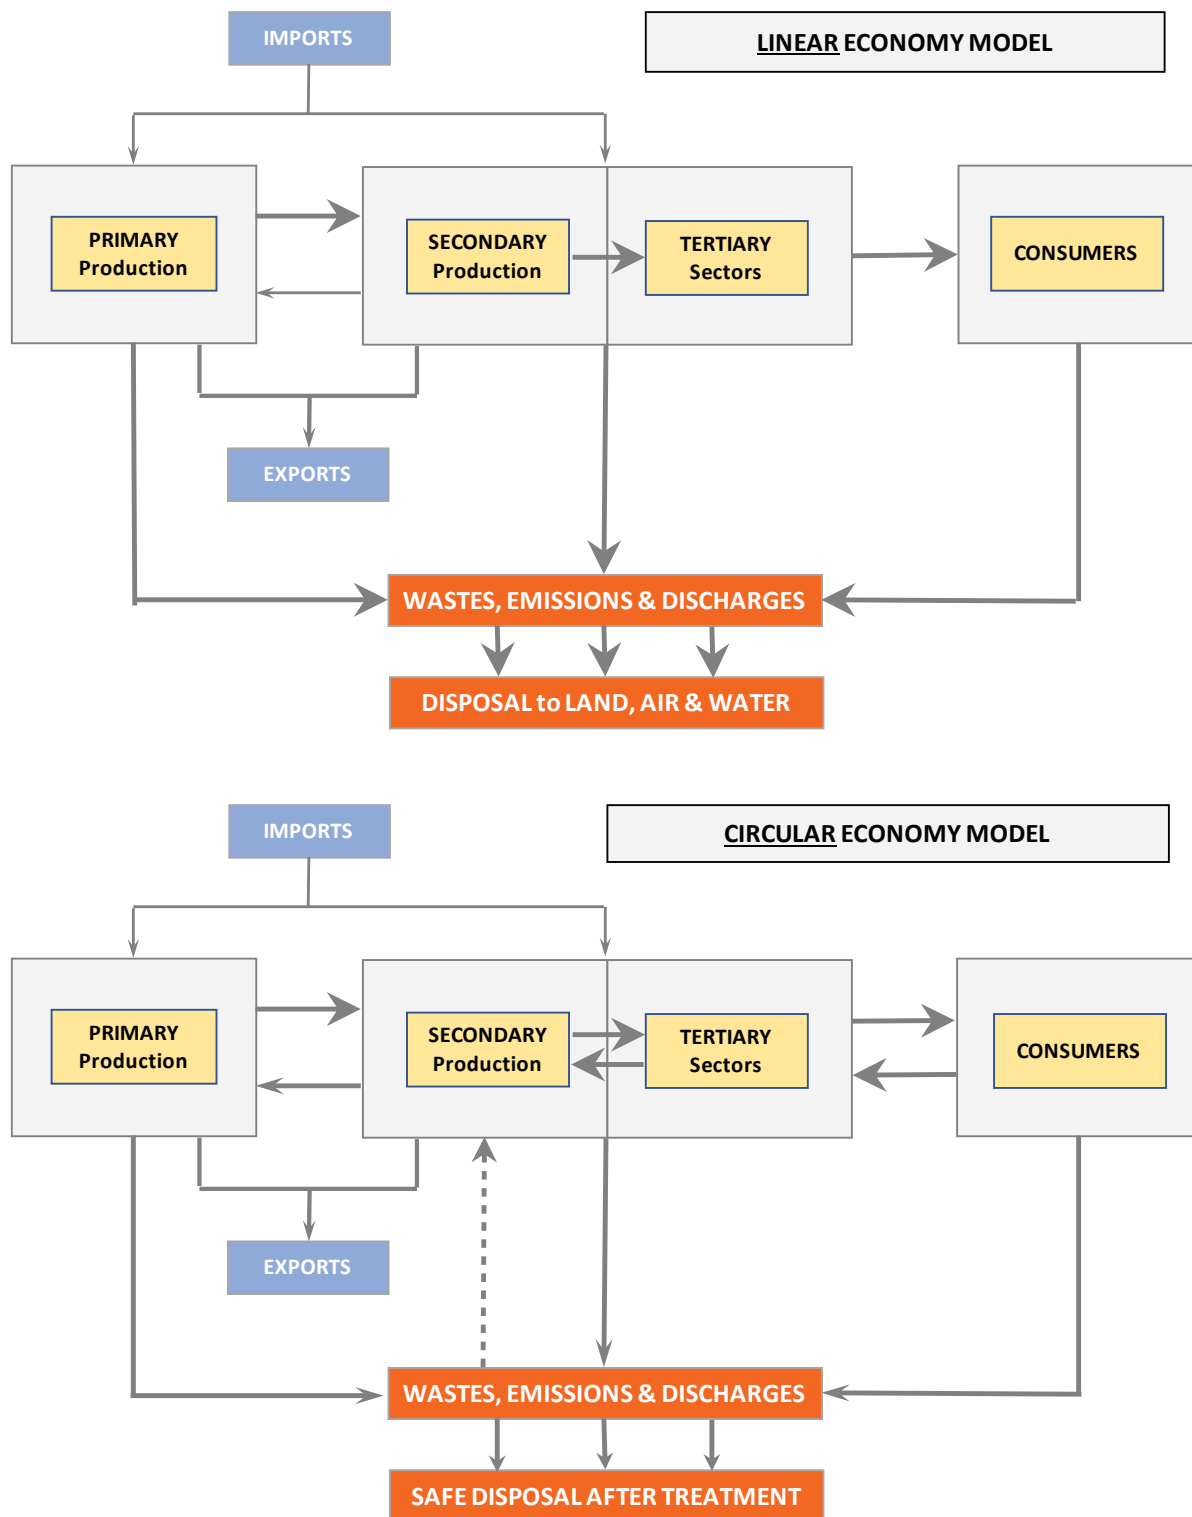 IMPORTS
LINEAR ECONOMY MODEL
PRIMARY
Production
SECONDARY
Production
TERTIARY
Sectors
CONSUMERS
EXPORTS
WASTES, EMISSIONS & DISCHARGES
DISPOSAL to LAND, AIR & WATER
IMPORTS
CIRCULAR ECONOMY MODEL
PRIMARY
Production
SECONDARY
Production
TERTIARY
Sectors
CONSUMERS
EXPORTS
WASTES, EMISSIONS & DISCHARGES
SAFE DISPOSAL AFTER TREATMENT